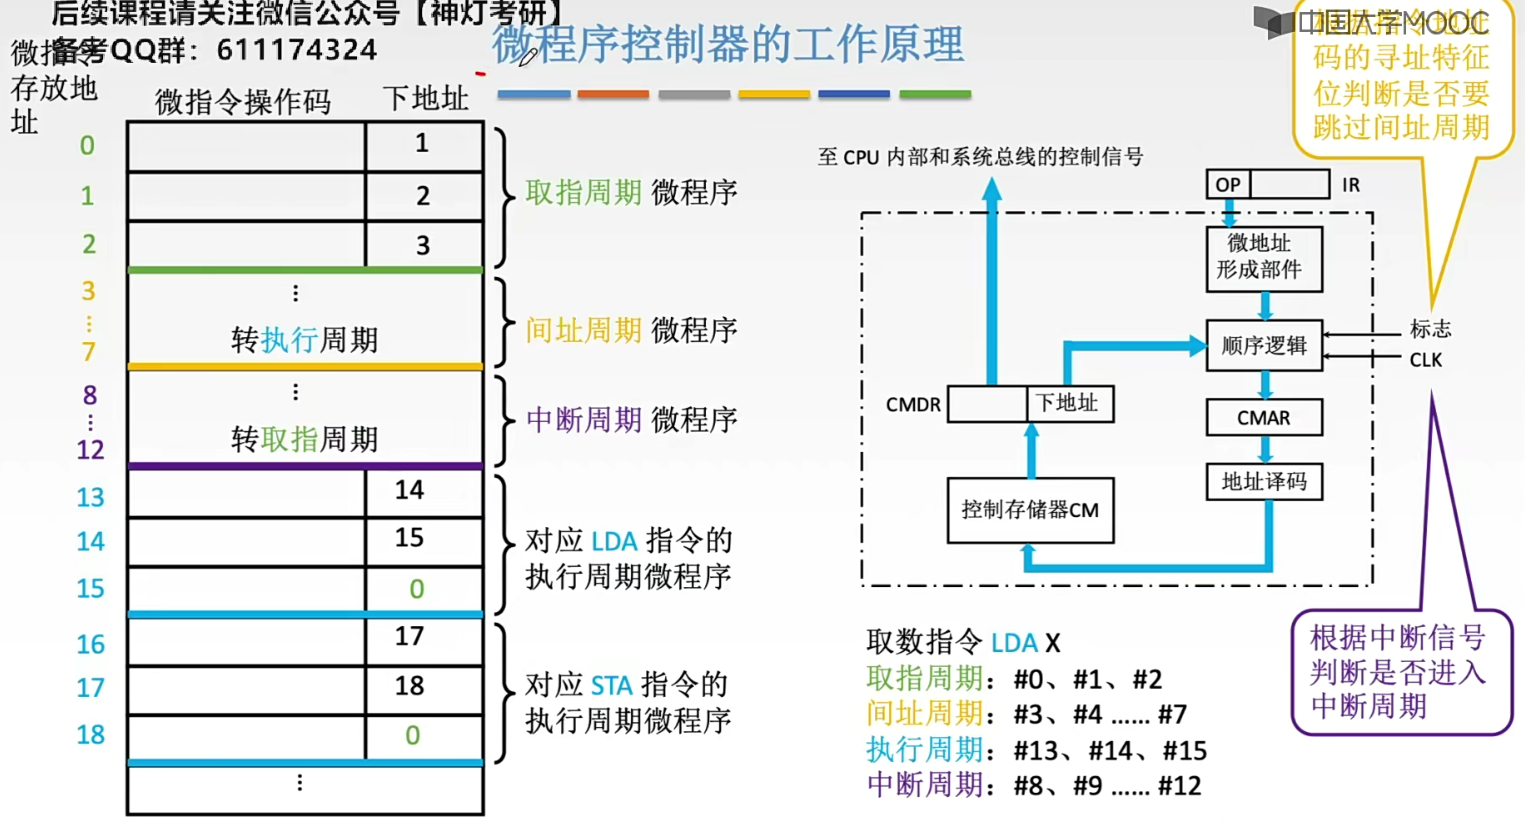 后续课程请关注微信公众号【神灯考研】
备考QQ群：611174324
微程序控制器的工作原理
中国大学MOOC
微指令
存放地
址
微指令操作码 下地址
0 1
1 2
2 3
取指周期 微程序
3
⋮
7
⋮
转执行周期
间址周期 微程序
8
⋮
12
⋮
转取指周期
中断周期 微程序
13 14
14 15
15 0
对应 LDA 指令的
执行周期微程序
16 17
17 18
18 0
对应 STA 指令的
执行周期微程序
⋮
至 CPU 内部和系统总线的控制信号
OP IR
微地址
形成部件
顺序逻辑
标志
CLK
CMDR 下地址
CMAR
地址译码
控制存储器CM
根据指令地址
码的寻址特征
位判断是否要
跳过间址周期
根据中断信号
判断是否进入
中断周期
取数指令 LDA X
取指周期：#0、#1、#2
间址周期：#3、#4 …… #7
执行周期：#13、#14、#15
中断周期：#8、#9 …… #12